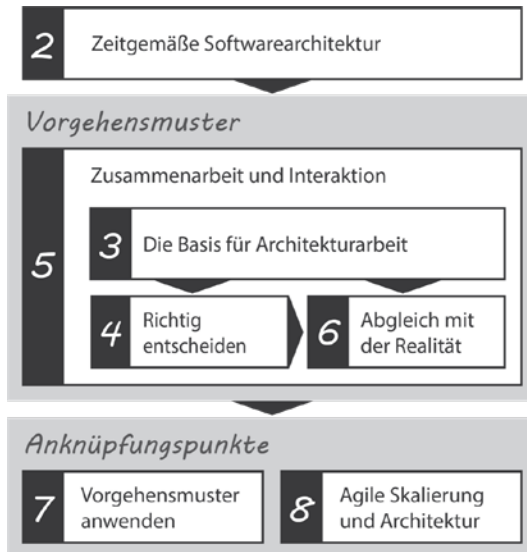 2 Zeitgemäße Softwarearchitektur
Vorgehensmuster
5 Zusammenarbeit und Interaktion
3 Die Basis für Architekturarbeit
4 Richtig
entscheiden
6 Abgleich mit
der Realität
Anknüpfungspunkte
7 Vorgehensmuster
anwenden
8 Agile Skalierung
und Architektur